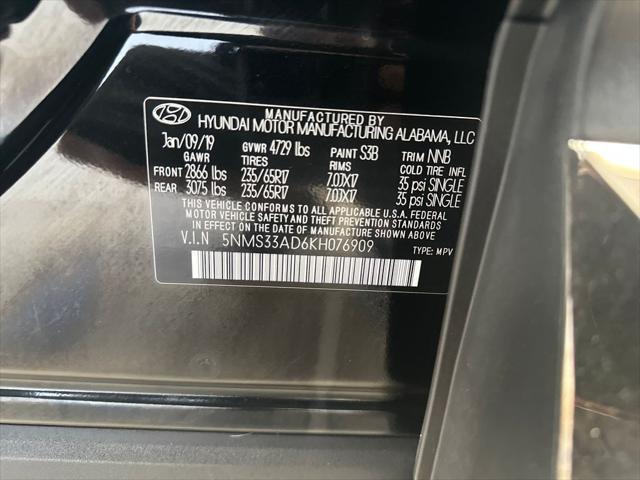 MANUFACTURED BY
HYUNDAI MOTOR MANUFACTURING ALABAMA, LLC
Jan/09/19 GVWR 4729 lbs PAINT S3B TRIM NNB
GAWR TIRES RIMS COLD TIRE INFL
FRONT 2866 lbs 235/65R17 7.0JX17 35 psi SINGLE
REAR 3075 lbs 235/65R17 7.0JX17 35 psi SINGLE
THIS VEHICLE CONFORMS TO ALL APPLICABLE U.S.A. FEDERAL
MOTOR VEHICLE SAFETY, BUMPER, AND THEFT PREVENTION STANDARDS
IN EFFECT ON THE DATE OF MANUFACTURE SHOWN ABOVE.
V.I.N 5NMS33AD6KH076909 TYPE: MPV